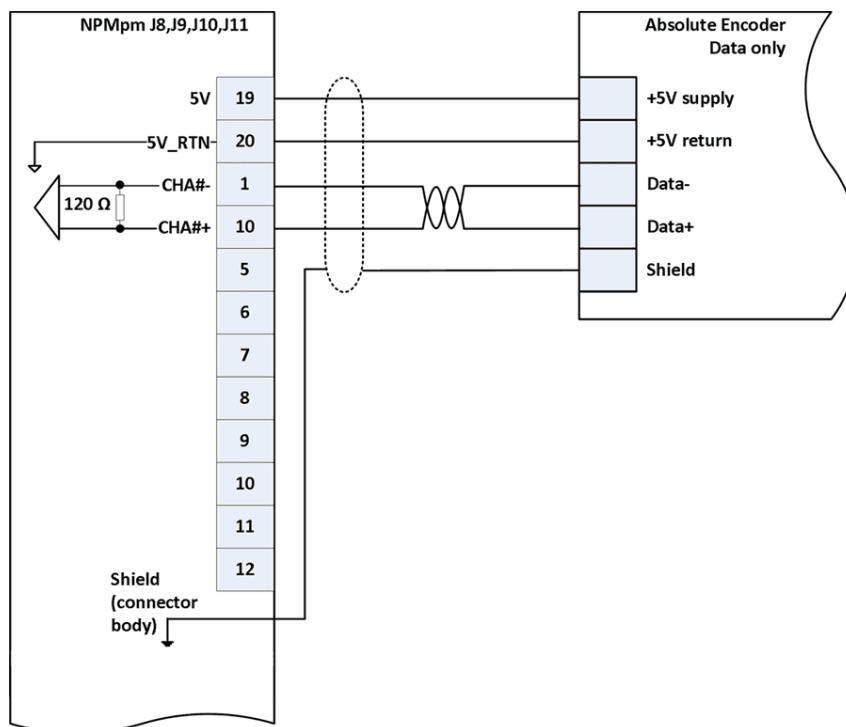 NPMpm J8,J9,J10,J11
Absolute Encoder
Data only
5V 19 +5V supply
5V_RTN 20 +5V return
CHA#- 1 Data-
120 Ω
CHA#+ 10 Data+
5 Shield
6
7
8
9
10
11
12
Shield
(connector
body)